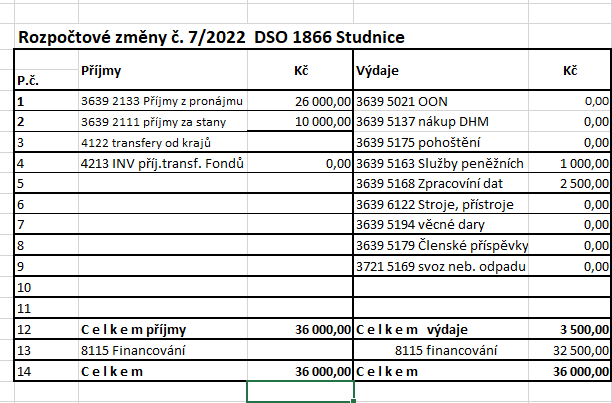 Rozpočtové změny č. 7/2022 DSO 1866 Studnice
P.č. Příjmy Kč Výdaje Kč
1 3639 2133 Příjmy z pronájmu 26 000,00 3639 5021 OON 0,00
2 3639 2111 příjmy za stany 10 000,00 3639 5137 nákup DHM 0,00
3 4122 transfery od krajů 3639 5175 pohoštění 0,00
4 4213 INV příj.transf. Fondů 0,00 3639 5163 Služby peněžních 1 000,00
5 3639 5168 Zpracovíní dat 2 500,00
6 3639 6122 Stroje, přístroje 0,00
7 3639 5194 věcné dary 0,00
8 3639 5179 Členské příspěvky 0,00
9 3721 5169 svoz neb. odpadu 0,00
10
11
12 C e l k e m příjmy 36 000,00 C e l k e m výdaje 3 500,00
13 8115 Financování 8115 financování 32 500,00
14 C e l k e m 36 000,00 C e l k e m 36 000,00